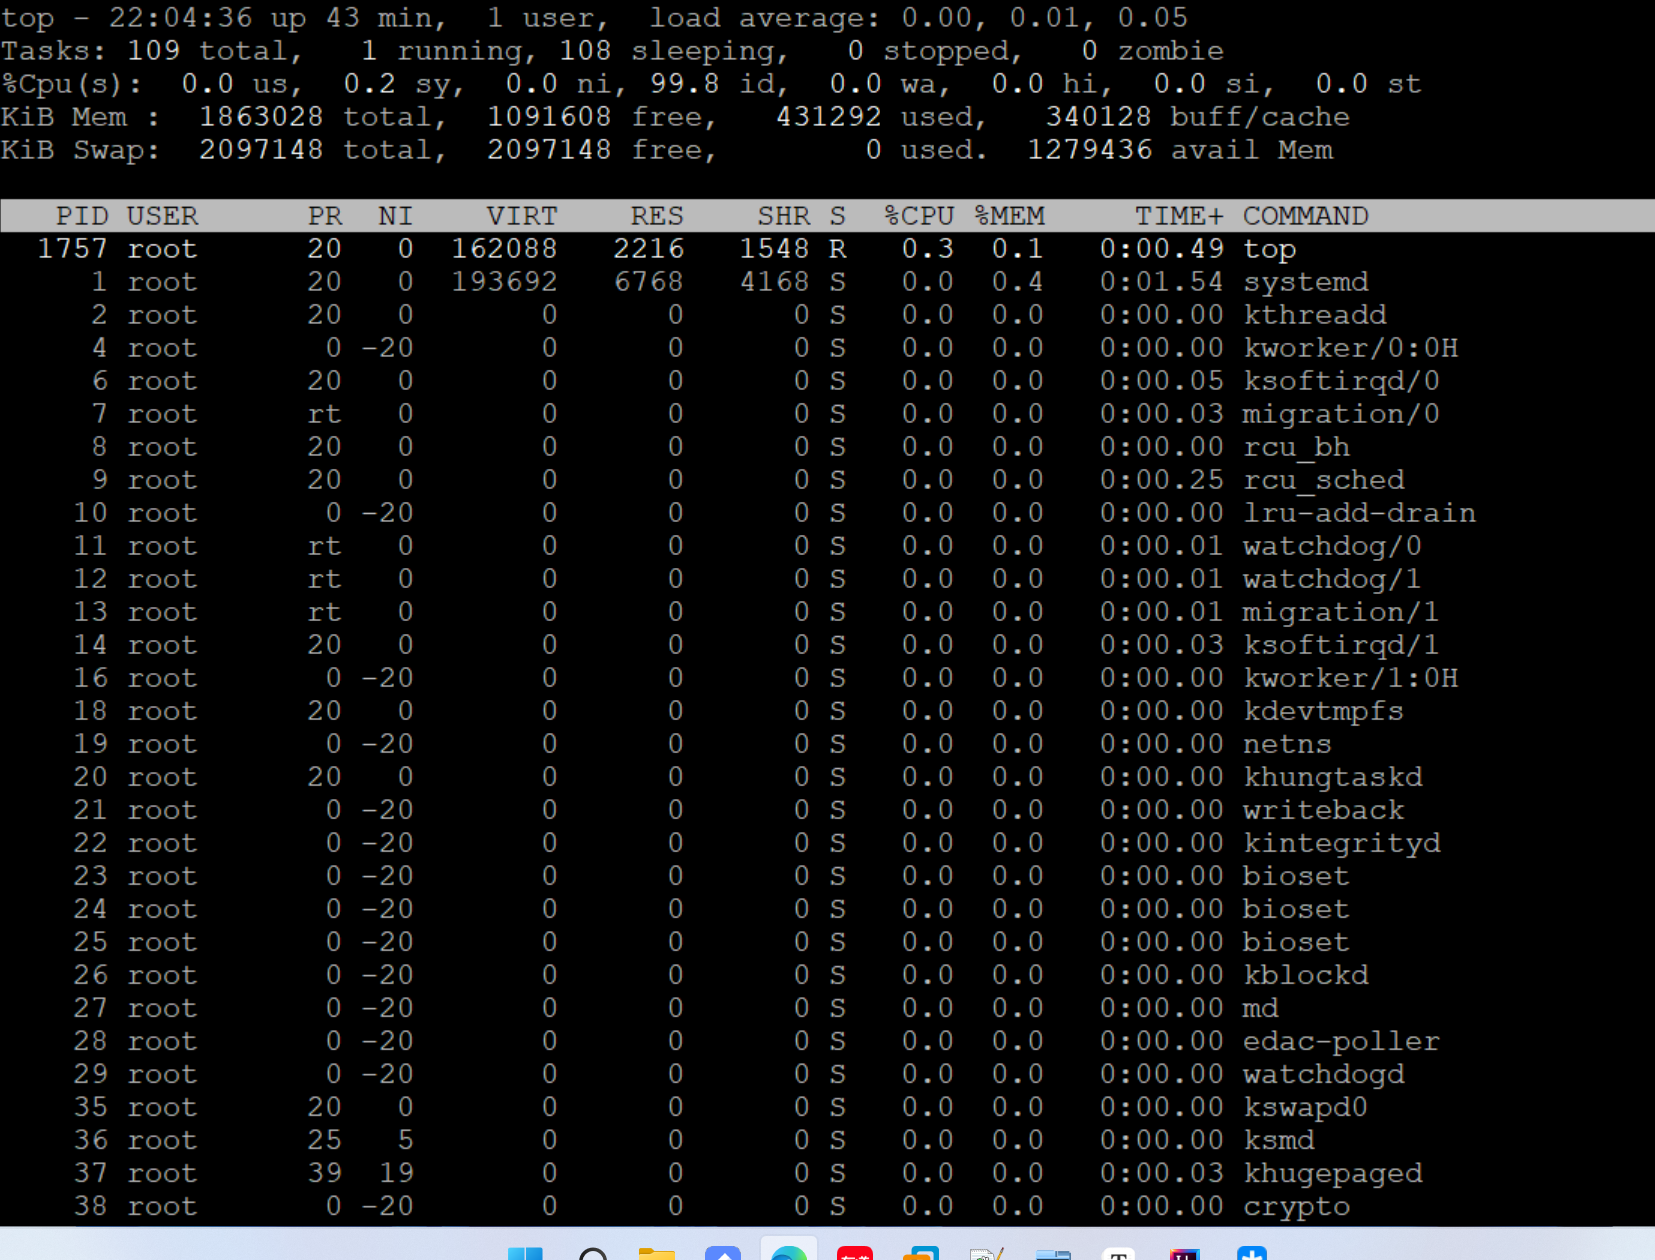 top - 22:04:36 up 43 min,  1 user,  load average: 0.00, 0.01, 0.05
Tasks: 109 total,   1 running, 108 sleeping,   0 stopped,   0 zombie
%Cpu(s):  0.0 us,  0.2 sy,  0.0 ni, 99.8 id,  0.0 wa,  0.0 hi,  0.0 si,  0.0 st
KiB Mem :  1863028 total,  1091608 free,   431292 used,   340128 buff/cache
KiB Swap:  2097148 total,  2097148 free,        0 used.  1279436 avail Mem
PID USER      PR  NI    VIRT    RES    SHR S  %CPU %MEM     TIME+ COMMAND
1757 root      20   0  162088   2216   1548 R   0.3  0.1   0:00.49 top
1 root      20   0  193692   6768   4168 S   0.0  0.4   0:01.54 systemd
2 root      20   0       0      0      0 S   0.0  0.0   0:00.00 kthreadd
4 root       0 -20       0      0      0 S   0.0  0.0   0:00.00 kworker/0:0H
6 root      20   0       0      0      0 S   0.0  0.0   0:00.05 ksoftirqd/0
7 root      rt   0       0      0      0 S   0.0  0.0   0:00.03 migration/0
8 root      20   0       0      0      0 S   0.0  0.0   0:00.00 rcu_bh
9 root      20   0       0      0      0 S   0.0  0.0   0:00.25 rcu_sched
10 root       0 -20       0      0      0 S   0.0  0.0   0:00.00 lru-add-drain
11 root      rt   0       0      0      0 S   0.0  0.0   0:00.01 watchdog/0
12 root      rt   0       0      0      0 S   0.0  0.0   0:00.01 watchdog/1
13 root      rt   0       0      0      0 S   0.0  0.0   0:00.01 migration/1
14 root      20   0       0      0      0 S   0.0  0.0   0:00.03 ksoftirqd/1
16 root       0 -20       0      0      0 S   0.0  0.0   0:00.00 kworker/1:0H
18 root      20   0       0      0      0 S   0.0  0.0   0:00.00 kdevtmpfs
19 root       0 -20       0      0      0 S   0.0  0.0   0:00.00 netns
20 root      20   0       0      0      0 S   0.0  0.0   0:00.00 khungtaskd
21 root       0 -20       0      0      0 S   0.0  0.0   0:00.00 writeback
22 root       0 -20       0      0      0 S   0.0  0.0   0:00.00 kintegrityd
23 root       0 -20       0      0      0 S   0.0  0.0   0:00.00 bioset
24 root       0 -20       0      0      0 S   0.0  0.0   0:00.00 bioset
25 root       0 -20       0      0      0 S   0.0  0.0   0:00.00 bioset
26 root       0 -20       0      0      0 S   0.0  0.0   0:00.00 kblockd
27 root       0 -20       0      0      0 S   0.0  0.0   0:00.00 md
28 root       0 -20       0      0      0 S   0.0  0.0   0:00.00 edac-poller
29 root       0 -20       0      0      0 S   0.0  0.0   0:00.00 watchdogd
35 root      20   0       0      0      0 S   0.0  0.0   0:00.00 kswapd0
36 root      25   5       0      0      0 S   0.0  0.0   0:00.00 ksmd
37 root      39  19       0      0      0 S   0.0  0.0   0:00.03 khugepaged
38 root       0 -20       0      0      0 S   0.0  0.0   0:00.00 crypto